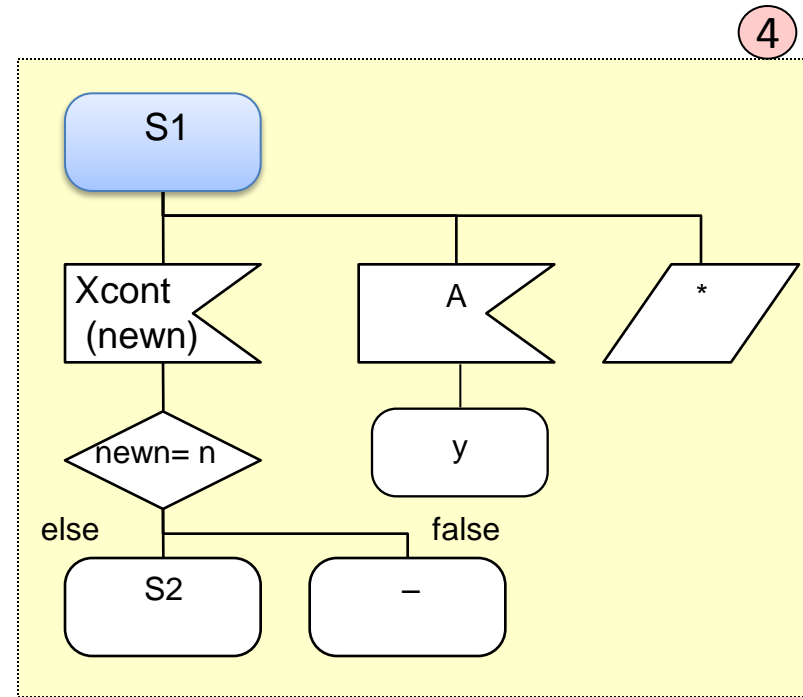 4
S1
Xcont
(newn)
A
*
newn= n
y
else
false
S2
–